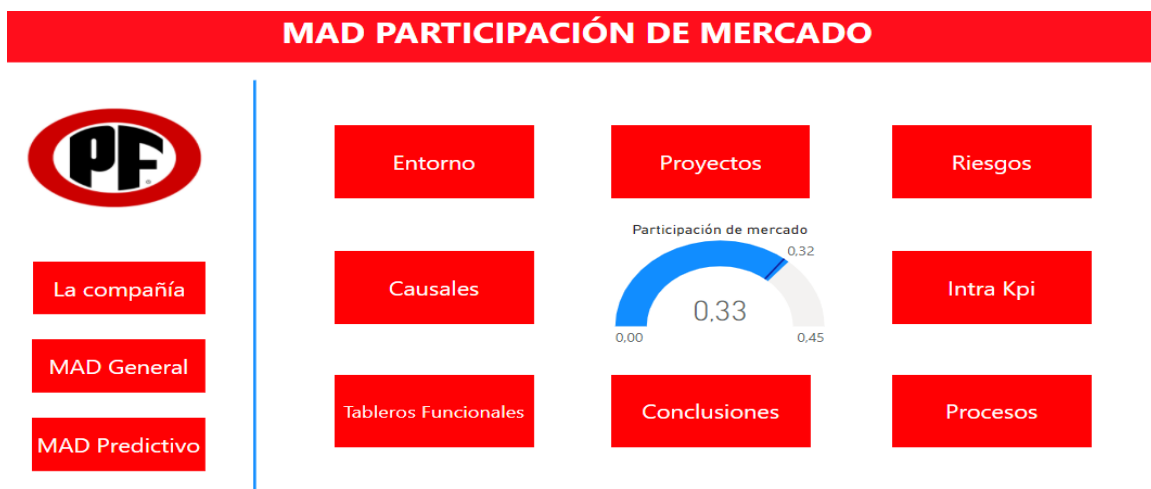 MAD PARTICIPACIÓN DE MERCADO
PF
La compañía
MAD General
MAD Predictivo
Entorno
Proyectos
Riesgos
Causales
Participación de mercado
0,32
0,33
0,00
0,45
Intra Kpi
Tableros Funcionales
Conclusiones
Procesos